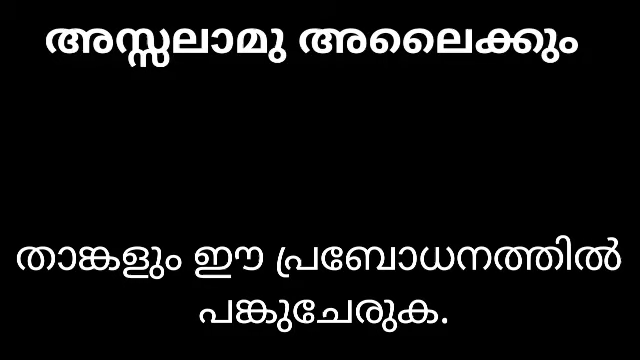 അസ്സലാമു അലൈക്കും
താങ്കളും ഈ പ്രബോധനത്തിൽ
പങ്കുചേരുക.